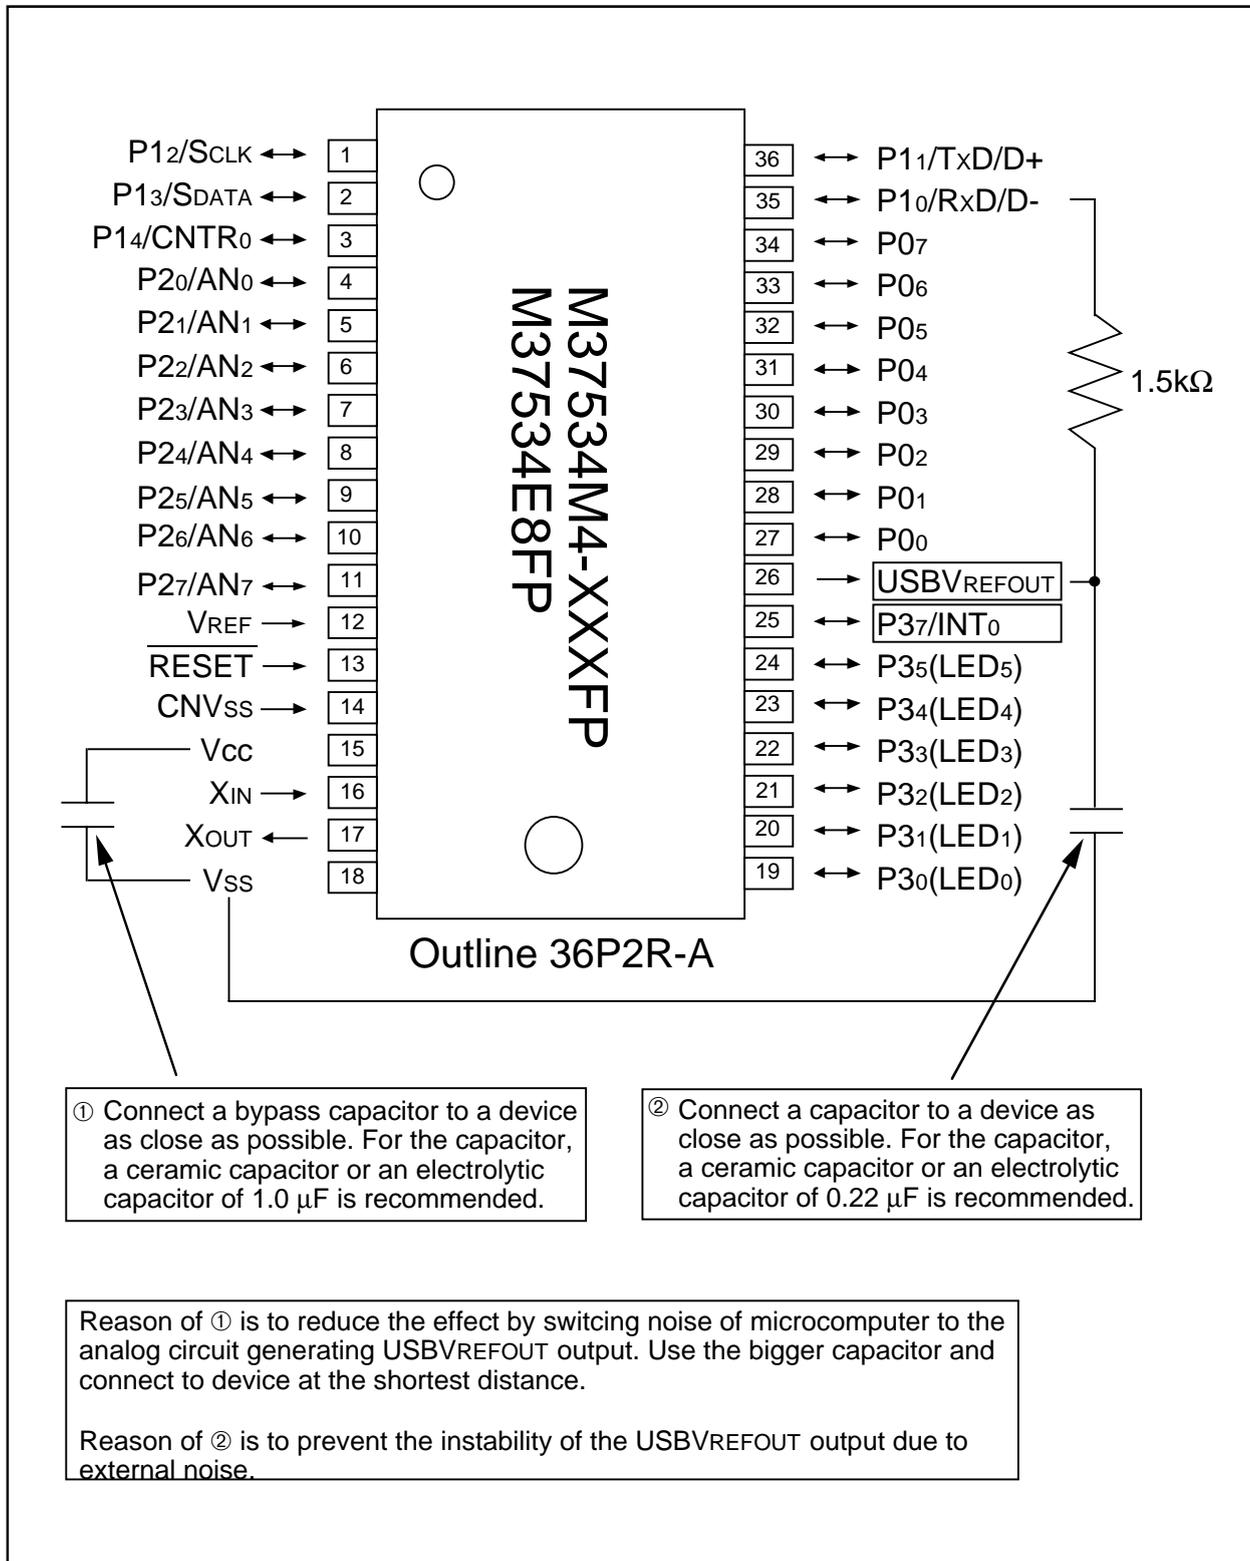 P12/SCLK 1
P13/SDATA 2
P14/CNTR0 3
P20/AN0 4
P21/AN1 5
P22/AN2 6
P23/AN3 7
P24/AN4 8
P25/AN5 9
P26/AN6 10
P27/AN7 11
VREF 12
RESET 13
CNVSS 14
Vcc 15
XIN 16
XOUT 17
VSS 18
M37534M4-XXXFP
M37534E8FP
36 P11/TXD/D+
35 P10/RXD/D-
34 P07
33 P06
32 P05
31 P04
30 P03
29 P02
28 P01
27 P00
26 USBVREFOUT
25 P37/INT0
24 P35(LED5)
23 P34(LED4)
22 P33(LED3)
21 P32(LED2)
20 P31(LED1)
19 P30(LED0)
1.5kΩ
Outline 36P2R-A
① Connect a bypass capacitor to a device
as close as possible. For the capacitor,
a ceramic capacitor or an electrolytic
capacitor of 1.0 μF is recommended.
② Connect a capacitor to a device as
close as possible. For the capacitor,
a ceramic capacitor or an electrolytic
capacitor of 0.22 μF is recommended.
Reason of ① is to reduce the effect by switcing noise of microcomputer to the
analog circuit generating USBVREFOUT output. Use the bigger capacitor and
connect to device at the shortest distance.
Reason of ② is to prevent the instability of the USBVREFOUT output due to
external noise.